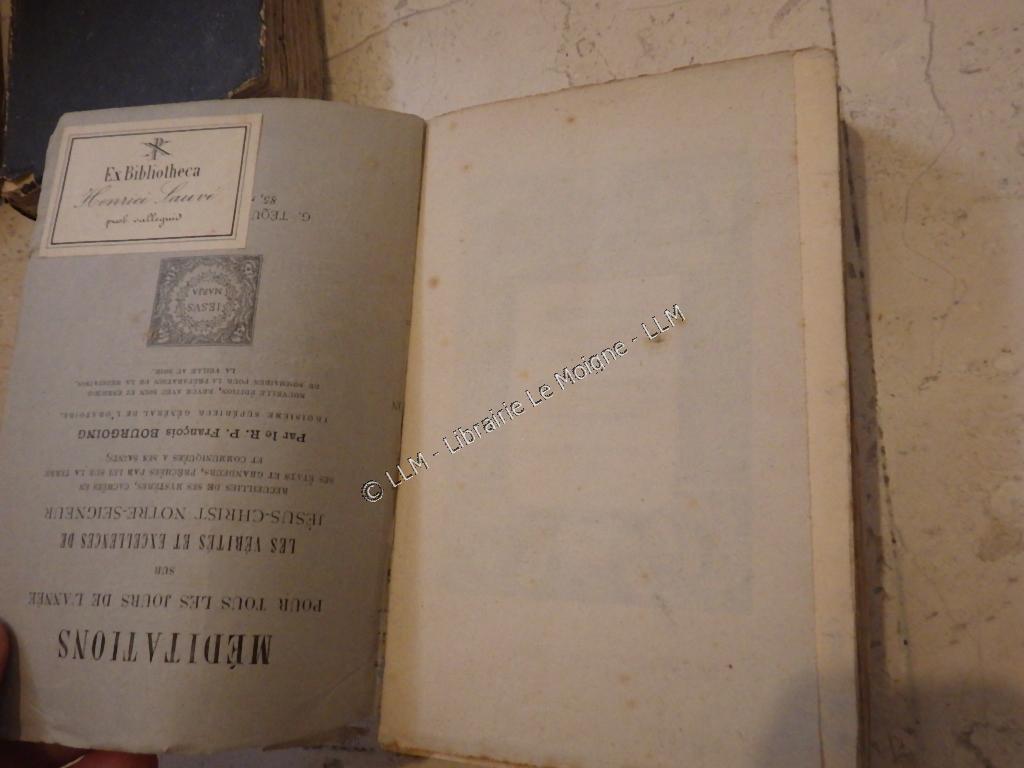 Ex Bibliotheca
Henrici Sauvé
MÉDITATIONS
POUR TOUS LES JOURS DE L'ANNÉE
SUR
LES VÉRITÉS ET EXCELLENCES DE
JÉSUS-CHRIST NOTRE-SEIGNEUR
RECUEILLIES DE SES MYSTÈRES, CACHÉES EN
SES ÉTATS ET GRANDEURS, PRÊCHÉES PAR LUI SUR LA TERRE
ET COMMUNIQUÉES A SES SAINTS
Par le R. P. François BOURGOING
TROISIÈME SUPÉRIEUR GÉNÉRAL DE L'ORATOIRE.
NOUVELLE ÉDITION, REVUE AVEC SOIN ET ENRICHIE
DE SOMMAIRES POUR LA PRÉPARATION DE LA MÉDITATION
LA VEILLE AU SOIR.
IESVS
MARIA
G. TÉQU
85,
© LLM - Librairie Le Moigne - LLM